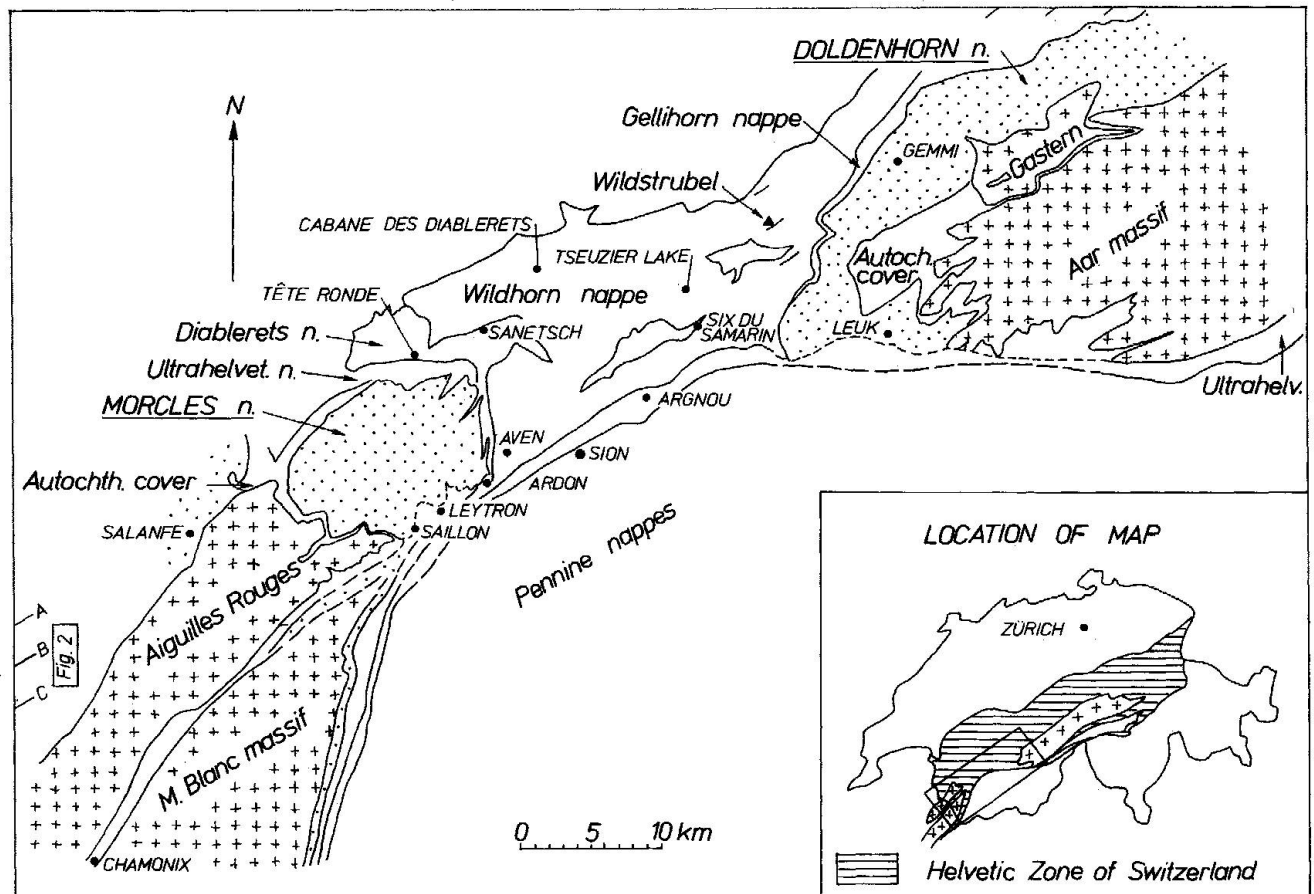 DOLDENHORN n.
N
Gellihorn nappe
GEMMI
Gastern
Wildstrubel
CABANE DES DIABLERETS
TSEUZIER LAKE
Autoch.
cover
Aar massif
TÊTE RONDE
Wildhorn nappe
Diablerets n.
SANETSCH
SIX DU
SAMARIN
LEUK
Ultrahelvet. n.
Ultrahelv.
MORCLES n.
ARGNOU
AVEN
SION
Autochth. cover
ARDON
LEYTRON
SALANFE
SAILLON
Pennine nappes
Aiguilles Rouges
A
B
C
Fig. 2
M. Blanc massif
CHAMONIX
0 5 10 km
LOCATION OF MAP
ZÜRICH
Helvetic Zone of Switzerland